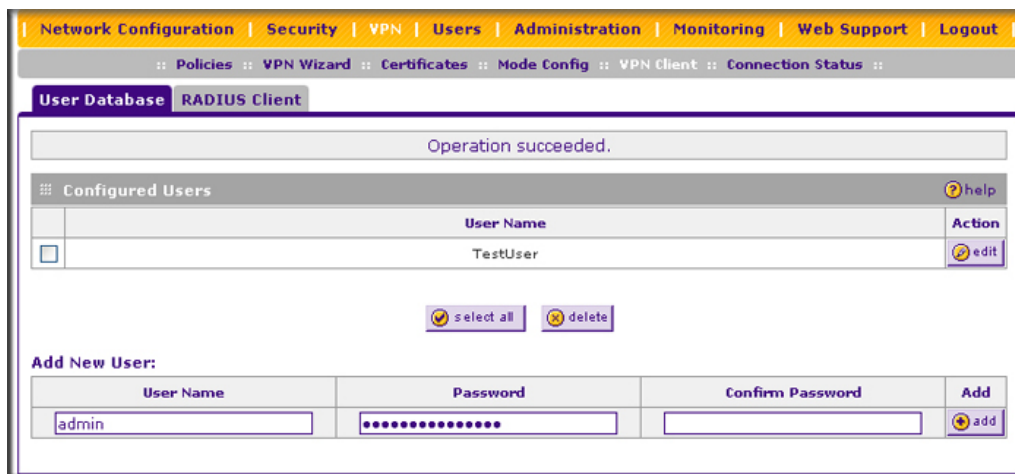 | Network Configuration | Security | VPN | Users | Administration | Monitoring | Web Support | Logout |
:: Policies :: VPN Wizard :: Certificates :: Mode Config :: VPN Client :: Connection Status ::
User Database RADIUS Client
Operation succeeded.
Configured Users help
User Name Action
TestUser edit
select all delete
Add New User:
User Name Password Confirm Password Add
admin ••••••••••••••• add